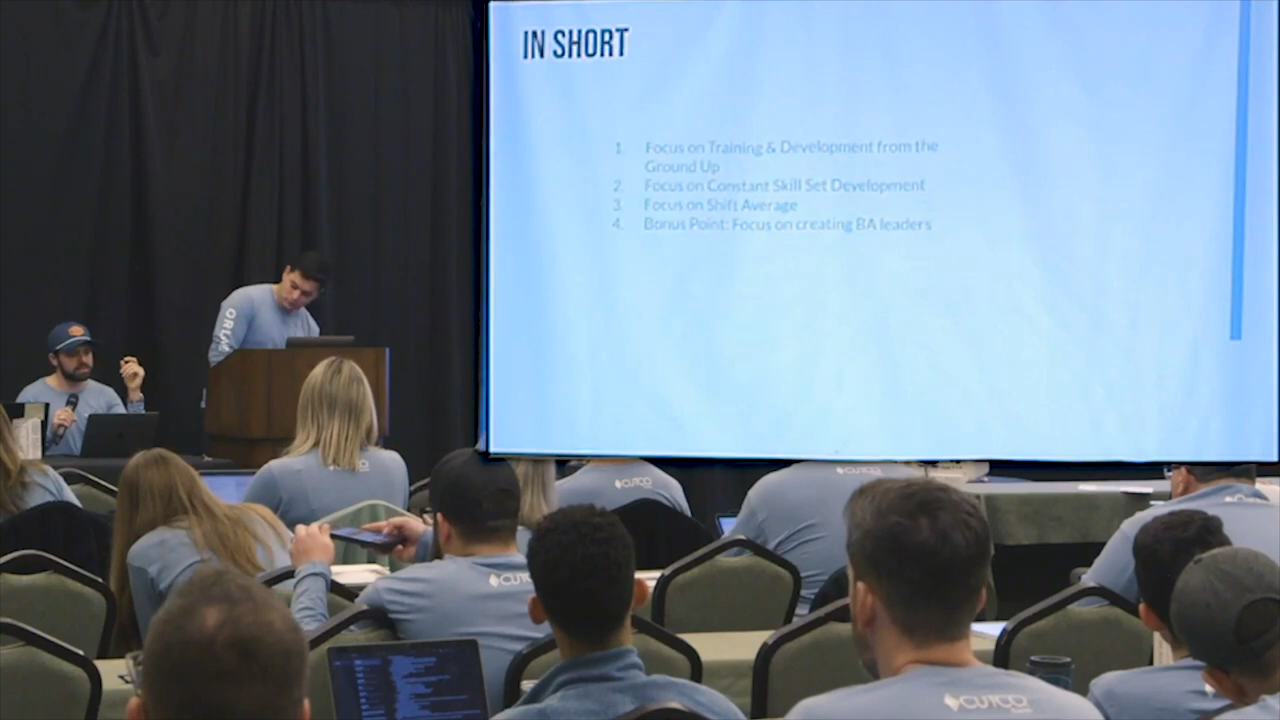 IN SHORT
1. Focus on Training & Development from the
Ground Up
2. Focus on Constant Skill Set Development
3. Focus on Shift Average
4. Bonus Point: Focus on creating BA leaders
CUTCO
CUTCO
CUTCO